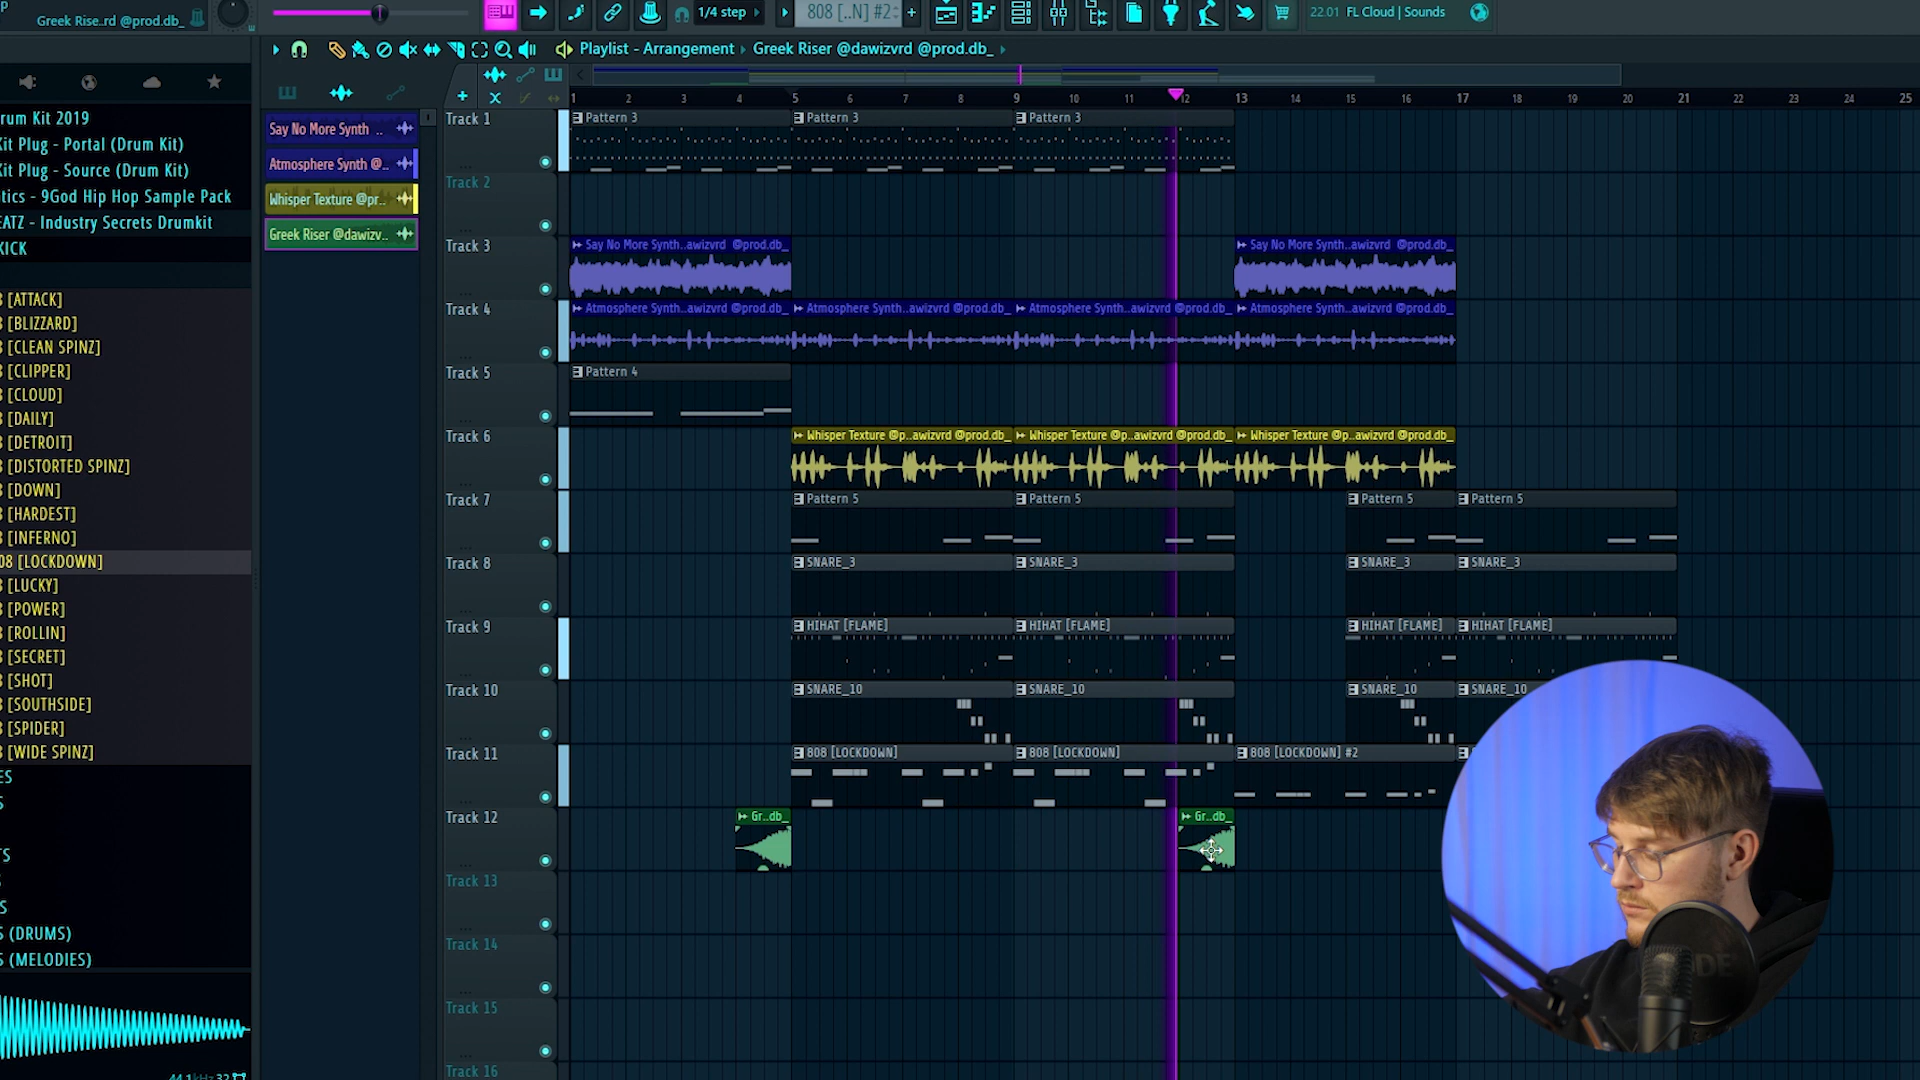 Greek Rise..rd @prod.db_
1/4 step
808 [..N] #2
22.01 FL Cloud | Sounds
Playlist - Arrangement › Greek Riser @dawizvrd @prod.db_ ›
1 2 3 4 5 6 7 8 9 10 11 12 13 14 15 16 17 18 19 20 21 22 23 24 25
rum Kit 2019
Kit Plug - Portal (Drum Kit)
Kit Plug - Source (Drum Kit)
tics - 9God Hip Hop Sample Pack
EATZ - Industry Secrets Drumkit
KICK
[ATTACK]
[BLIZZARD]
[CLEAN SPINZ]
[CLIPPER]
[CLOUD]
[DAILY]
[DETROIT]
[DISTORTED SPINZ]
[DOWN]
[HARDEST]
[INFERNO]
08 [LOCKDOWN]
[LUCKY]
[POWER]
[ROLLIN]
[SECRET]
[SHOT]
[SOUTHSIDE]
[SPIDER]
[WIDE SPINZ]
ES
TS
S (DRUMS)
S (MELODIES)
44.1kHz 32
Say No More Synth ..
Atmosphere Synth @..
Whisper Texture @pr..
Greek Riser @dawizv..
Track 1
Pattern 3
Pattern 3
Pattern 3
Track 2
Track 3
Say No More Synth..awizvrd @prod.db_
Say No More Synth..awizvrd @prod.db_
Track 4
Atmosphere Synth..awizvrd @prod.db_
Atmosphere Synth..awizvrd @prod.db_
Atmosphere Synth..awizvrd @prod.db_
Atmosphere Synth..awizvrd @prod.db_
Track 5
Pattern 4
Track 6
Whisper Texture @p..awizvrd @prod.db_
Whisper Texture @p..awizvrd @prod.db_
Whisper Texture @p..awizvrd @prod.db_
Track 7
Pattern 5
Pattern 5
Pattern 5
Pattern 5
Track 8
SNARE_3
SNARE_3
SNARE_3
SNARE_3
Track 9
HIHAT [FLAME]
HIHAT [FLAME]
HIHAT [FLAME]
HIHAT [FLAME]
Track 10
SNARE_10
SNARE_10
SNARE_10
SNARE_10
Track 11
808 [LOCKDOWN]
808 [LOCKDOWN]
808 [LOCKDOWN] #2
Track 12
Gr..db_
Gr..db_
Track 13
Track 14
Track 15
Track 16